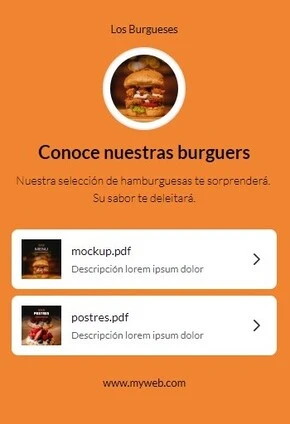 Los Burgueses
Conoce nuestras burguers
Nuestra selección de hamburguesas te sorprenderá.
Su sabor te deleitará.
mockup.pdf
Descripción lorem ipsum dolor
POSTRES
postres.pdf
Descripción lorem ipsum dolor
www.myweb.com